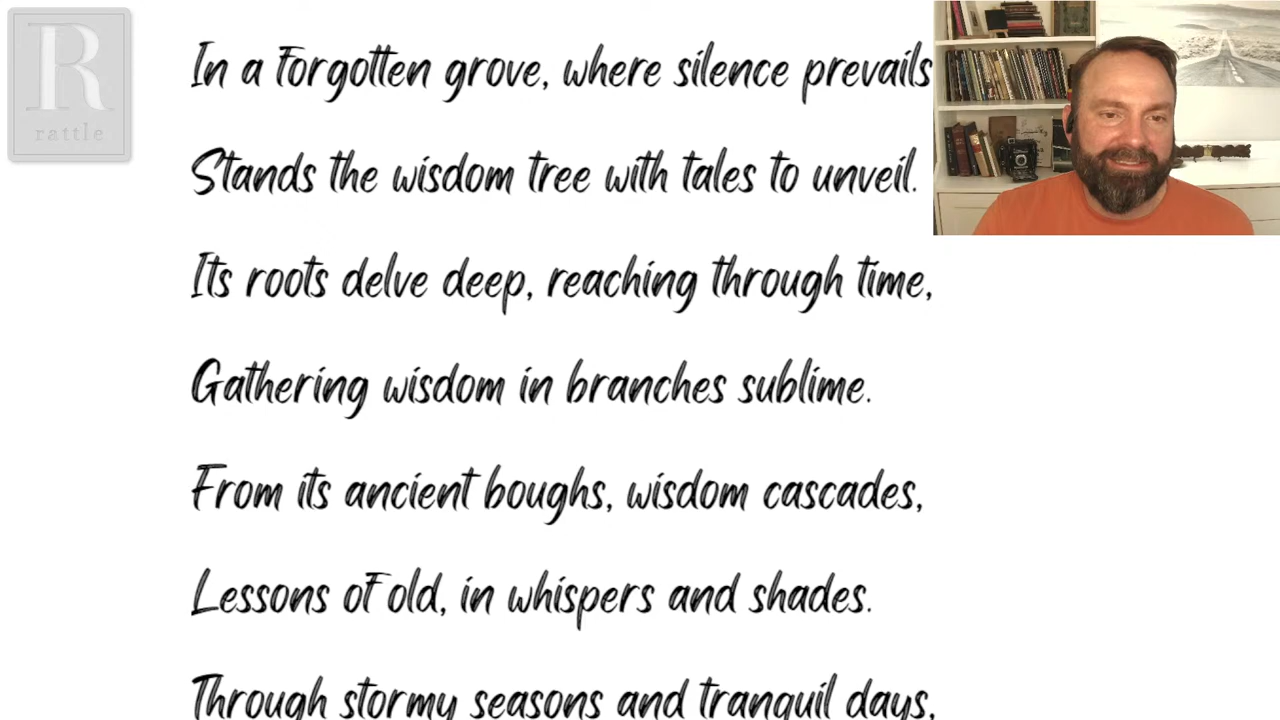 R
rattle
In a forgotten grove, where silence prevails
Stands the wisdom tree with tales to unveil.
Its roots delve deep, reaching through time,
Gathering wisdom in branches sublime.
From its ancient boughs, wisdom cascades,
Lessons of old, in whispers and shades.
Through stormy seasons and tranquil days,